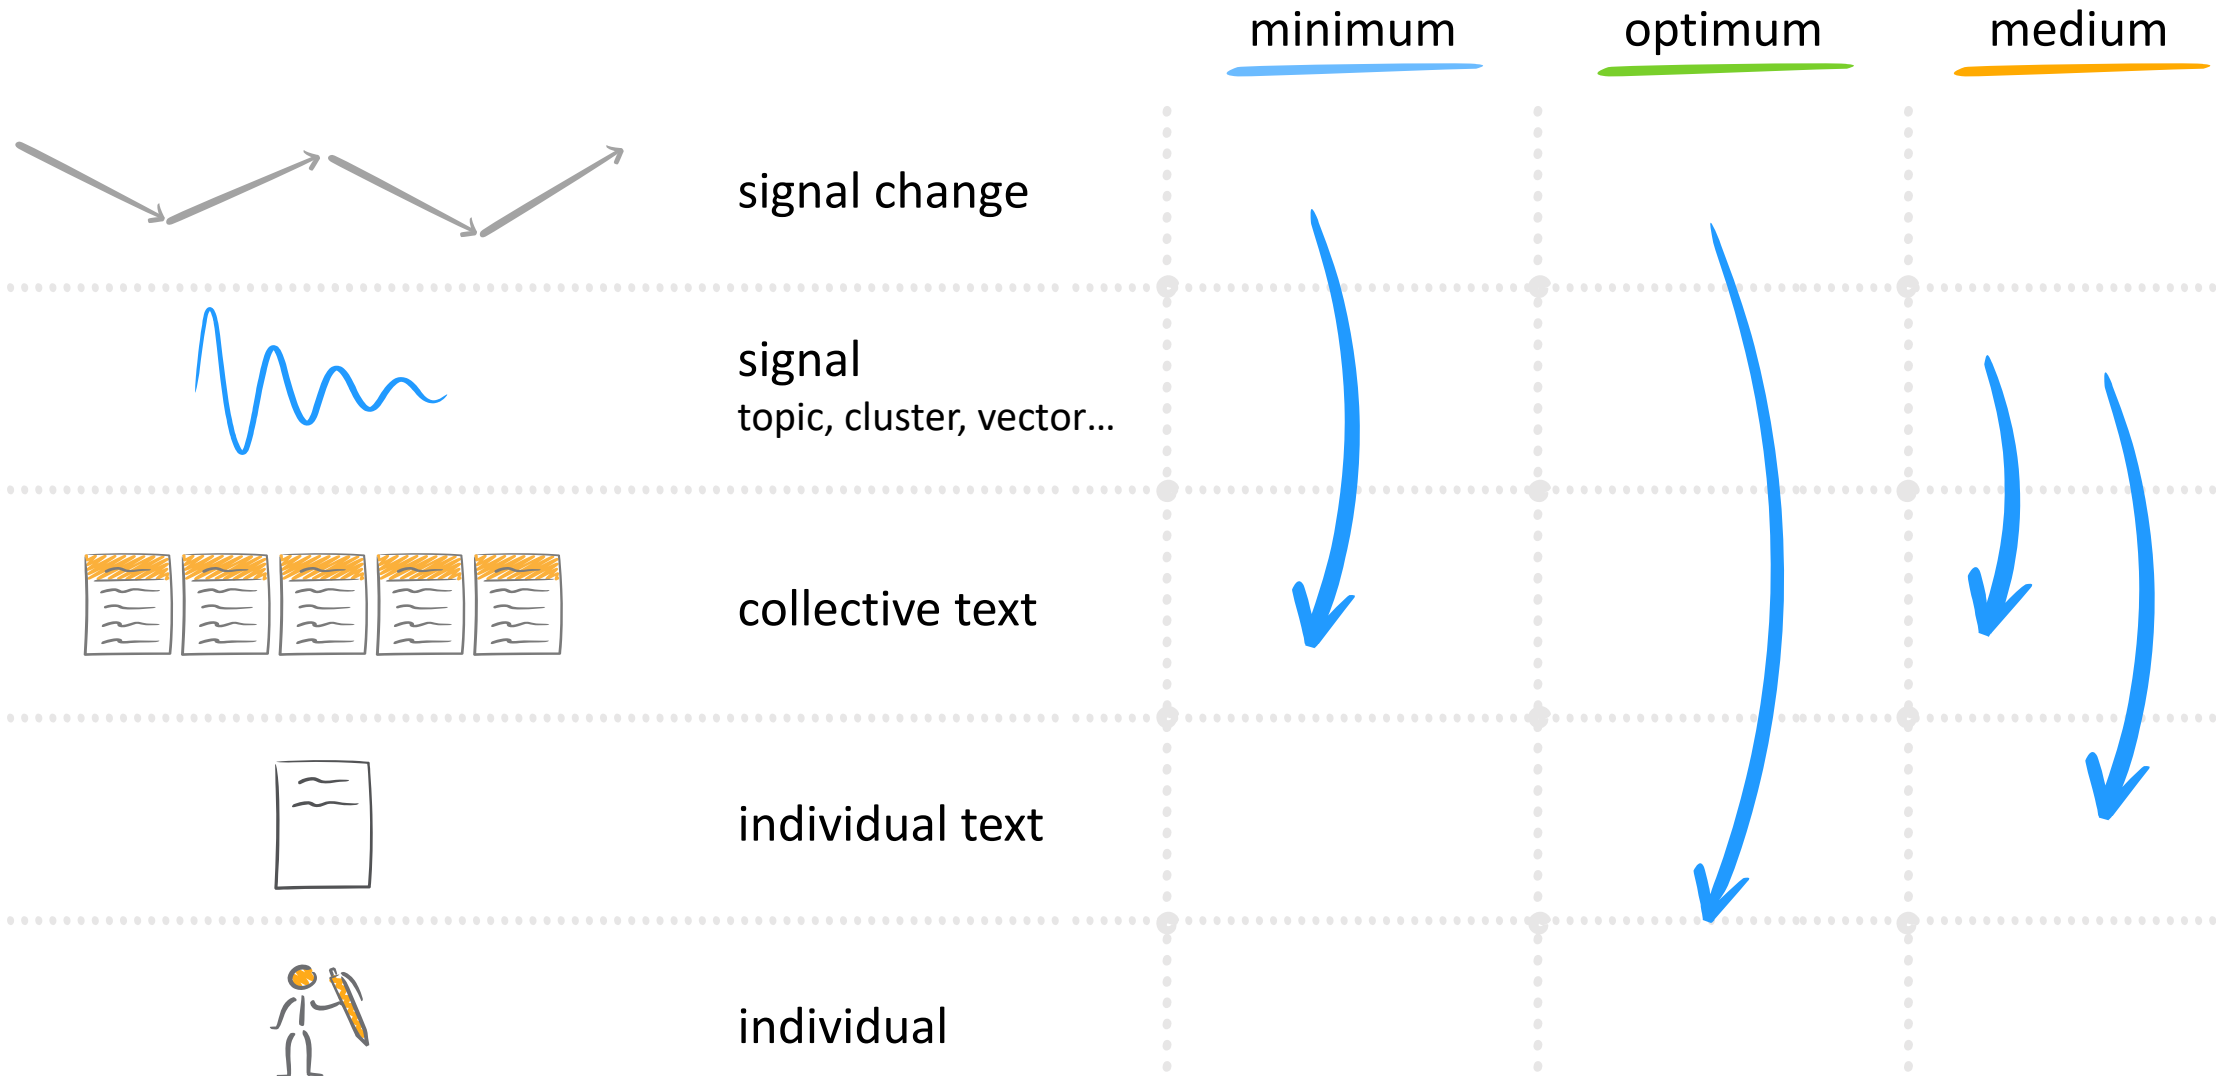 minimum optimum medium
signal change
signal
topic, cluster, vector...
collective text
individual text
individual